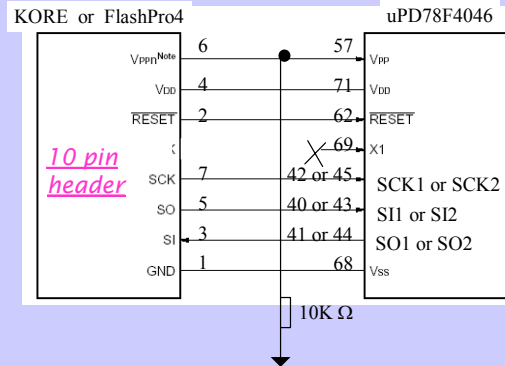 KORE or FlashPro4
uPD78F4046
VPPnNote 6 57 VPP
VDD 4 71 VDD
RESET 2 62 RESET
69 X1
10 pin
header
SCK 7 42 or 45 SCK1 or SCK2
SO 5 40 or 43 SI1 or SI2
SI 3 41 or 44 SO1 or SO2
GND 1 68 Vss
10K Ω